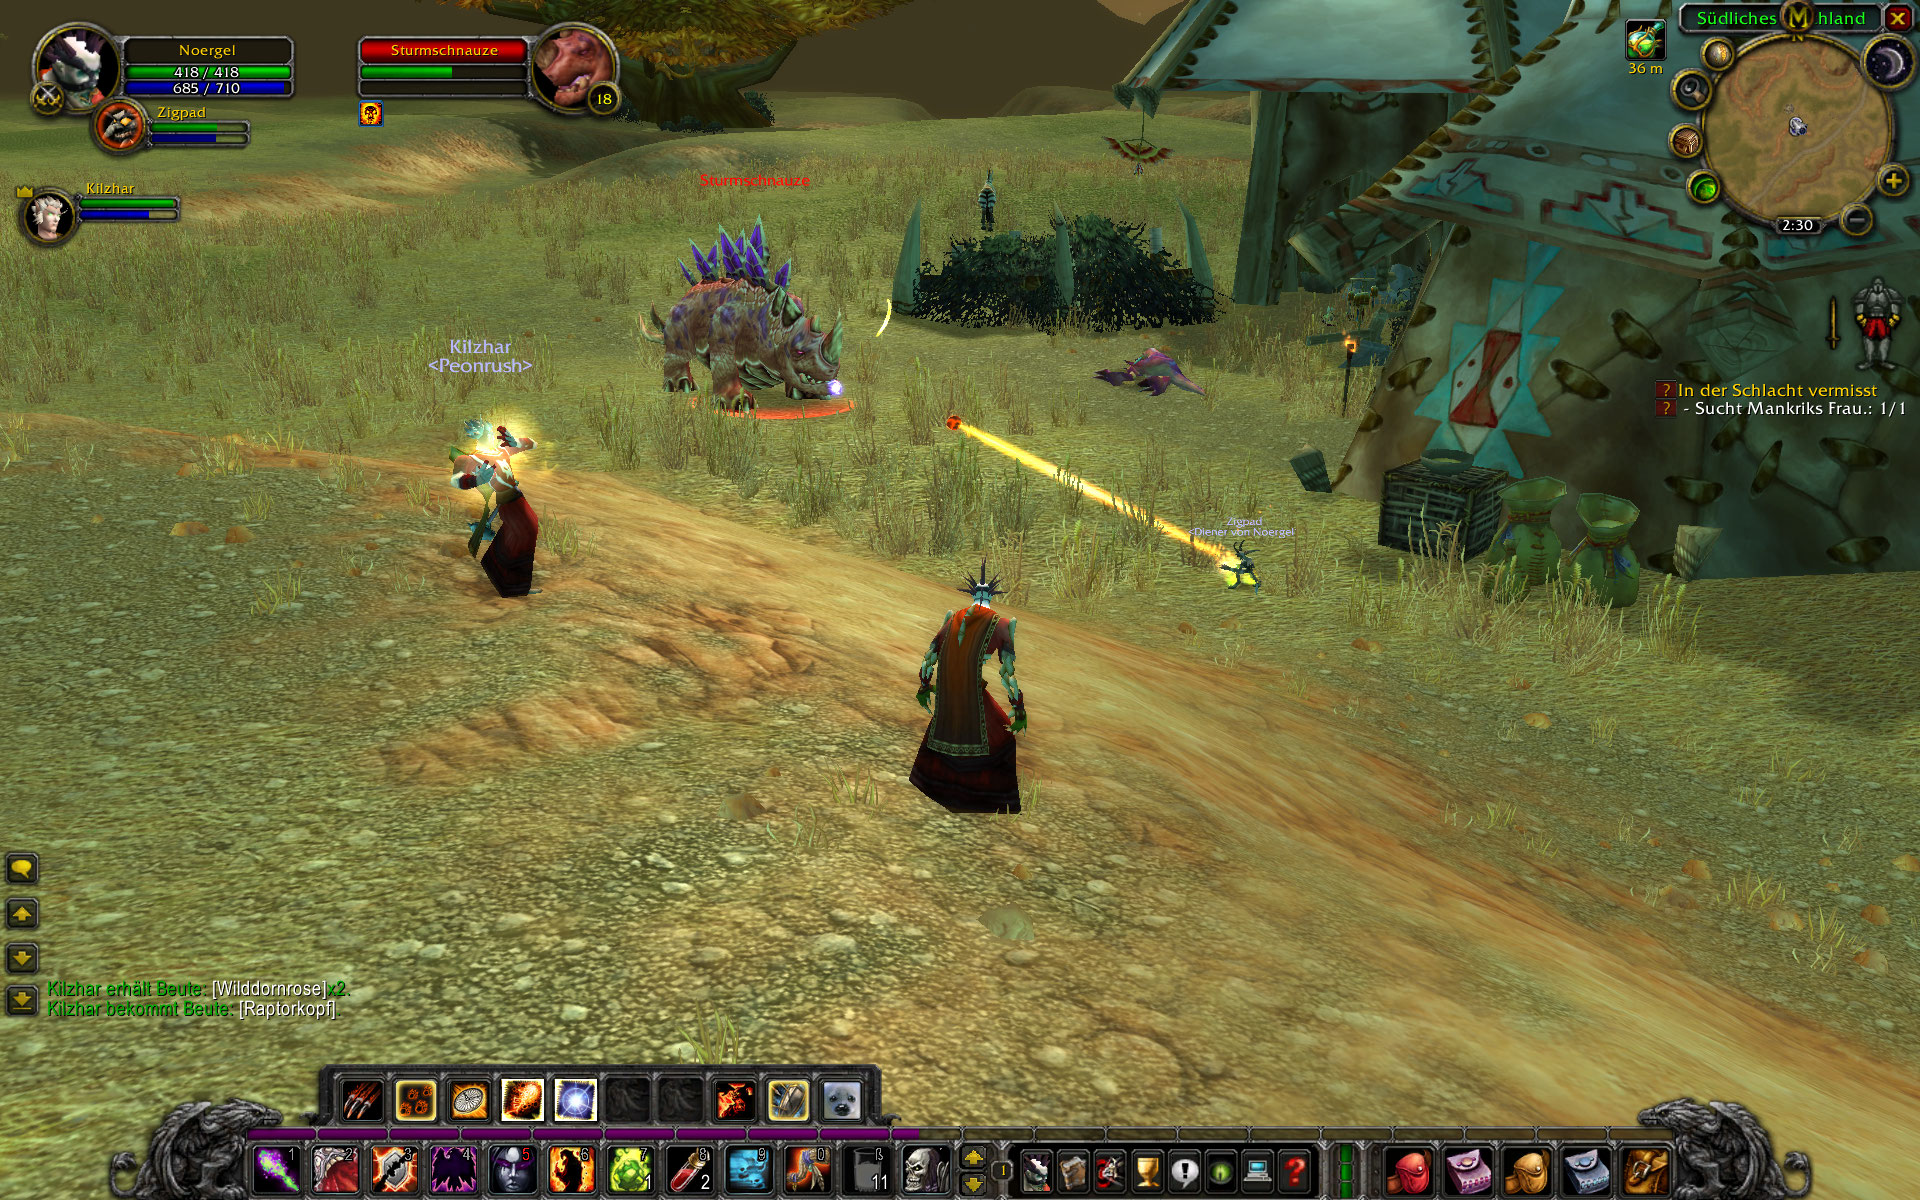 Noergel
418 / 418
685 / 710
Zigpad
Kilzhar
Sturmschnauze
18
36 m
Südliches M hland
N
2:30
In der Schlacht vermisst
- Sucht Mankriks Frau.: 1/1
Sturmschnauze
Kilzhar
<Peonrush>
Zigpad
<Diener von Noergel
Kilzhar erhält Beute: [Wilddornrose]x2.
Kilzhar bekommt Beute: [Raptorkopf].
1 2 3 4 5 6 7 1 8 2 9 0 ß 11 ´
1